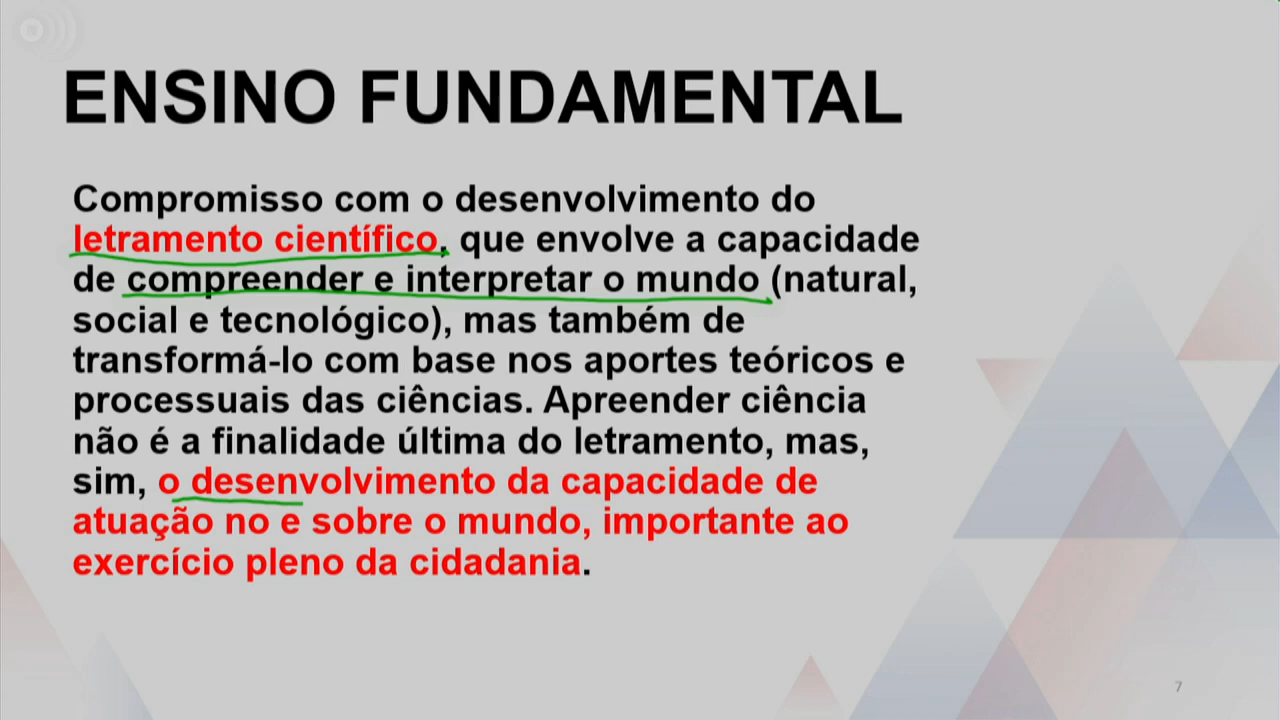 ENSINO FUNDAMENTAL
Compromisso com o desenvolvimento do
letramento científico, que envolve a capacidade
de compreender e interpretar o mundo (natural,
social e tecnológico), mas também de
transformá-lo com base nos aportes teóricos e
processuais das ciências. Apreender ciência
não é a finalidade última do letramento, mas,
sim, o desenvolvimento da capacidade de
atuação no e sobre o mundo, importante ao
exercício pleno da cidadania.
7